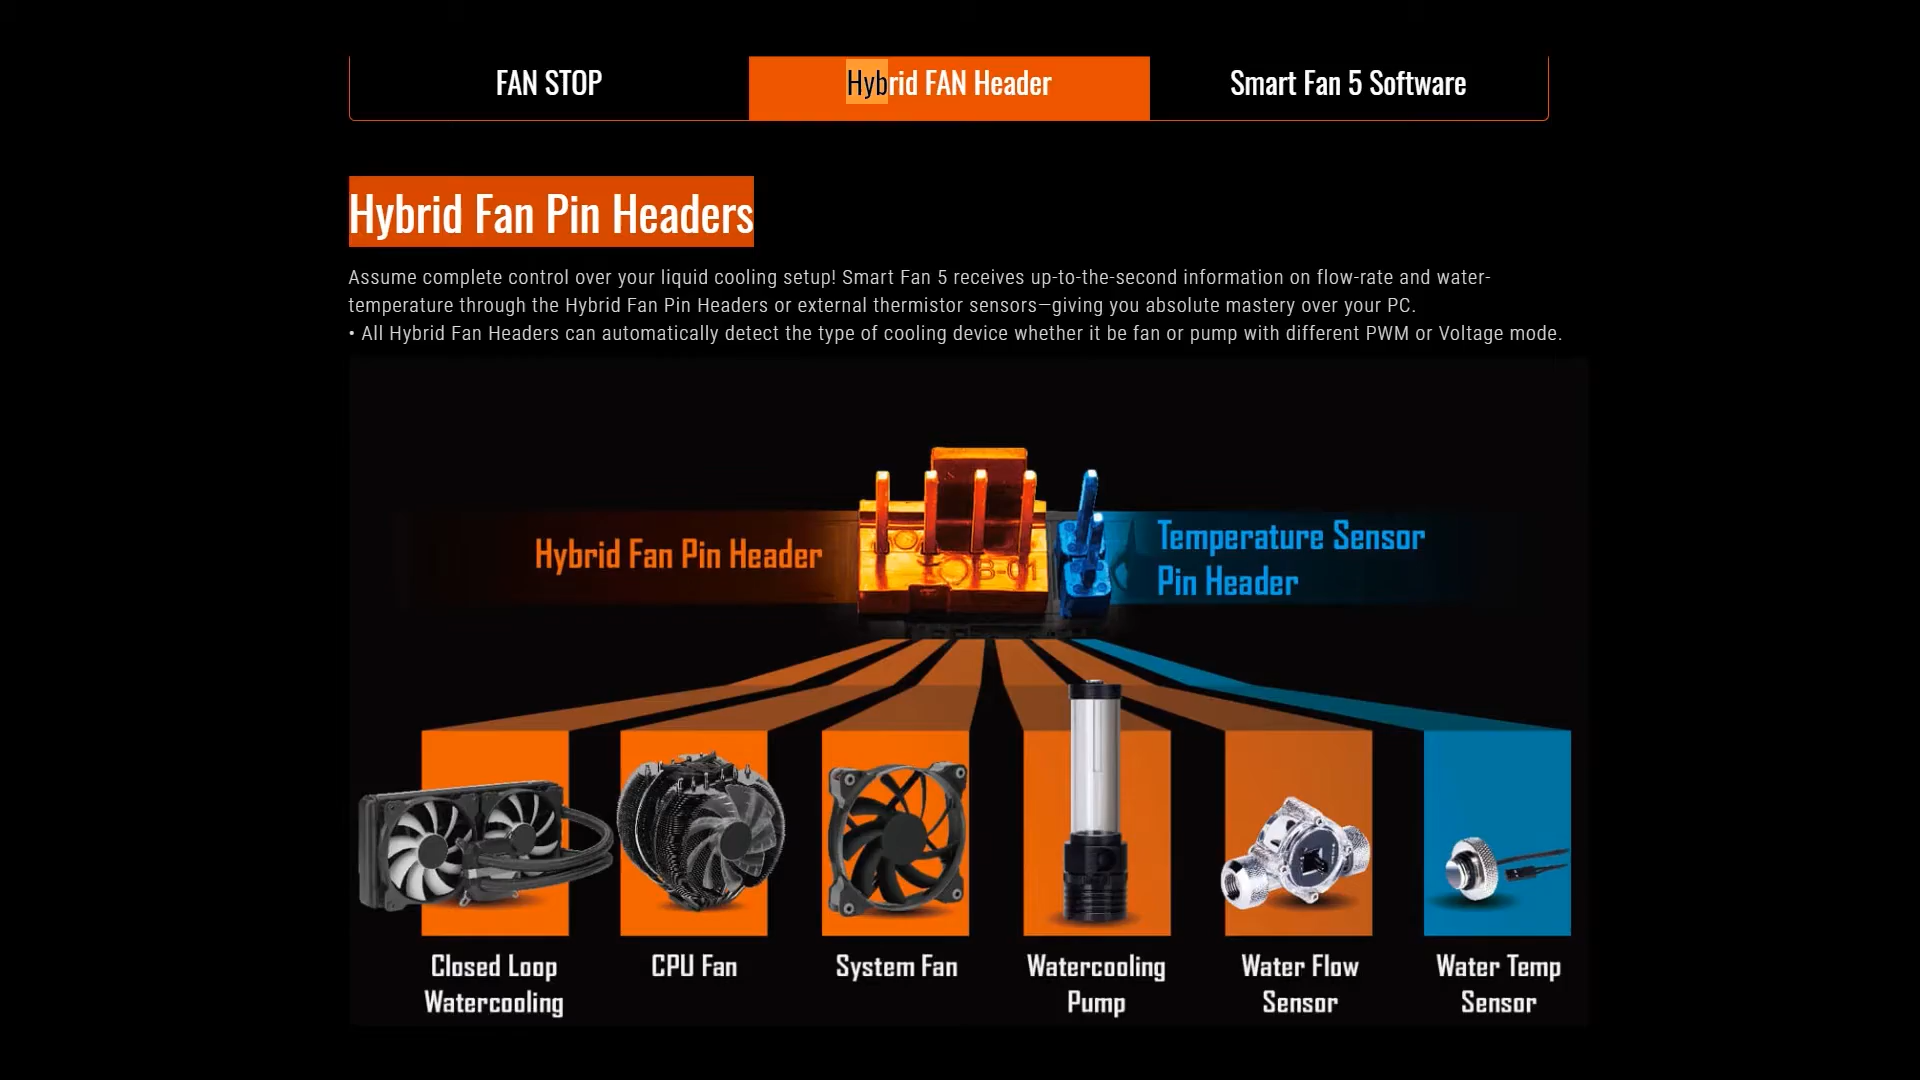 FAN STOP
Hybrid FAN Header
Smart Fan 5 Software
Hybrid Fan Pin Headers
Assume complete control over your liquid cooling setup! Smart Fan 5 receives up-to-the-second information on flow-rate and water-
temperature through the Hybrid Fan Pin Headers or external thermistor sensors—giving you absolute mastery over your PC.
• All Hybrid Fan Headers can automatically detect the type of cooling device whether it be fan or pump with different PWM or Voltage mode.
Hybrid Fan Pin Header
B-01
Temperature Sensor
Pin Header
Closed Loop
Watercooling
CPU Fan
System Fan
Watercooling
Pump
Water Flow
Sensor
Water Temp
Sensor